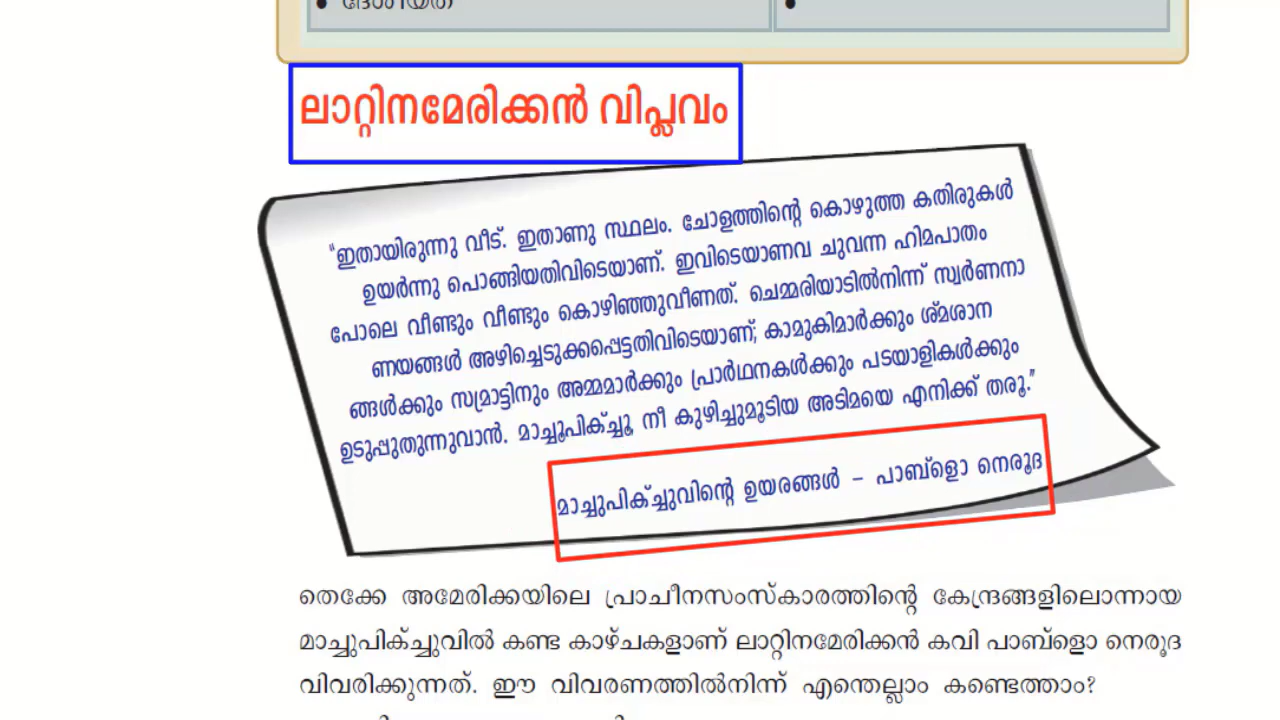 ദേശീയത
ലാറ്റിനമേരിക്കൻ വിപ്ലവം
“ഇതായിരുന്നു വീട്. ഇതാണു സ്ഥലം. ചോളത്തിന്റെ കൊഴുത്ത കതിരുകൾ
ഉയർന്നു പൊങ്ങിയതിവിടെയാണ്. ഇവിടെയാണവ ചുവന്ന ഹിമപാതം
പോലെ വീണ്ടും വീണ്ടും കൊഴിഞ്ഞുവീണത്. ചെമ്മരിയാടിൽനിന്ന് സ്വർണനാ
ണയങ്ങൾ അഴിച്ചെടുക്കപ്പെട്ടതിവിടെയാണ്; കാമുകിമാർക്കും ശ്മശാന
ങ്ങൾക്കും സമ്രാട്ടിനും അമ്മമാർക്കും പ്രാർഥനകൾക്കും പടയാളികൾക്കും
ഉടുപ്പുതുന്നുവാൻ. മാച്ചൂപിക്ച്ചൂ, നീ കുഴിച്ചുമൂടിയ അടിമയെ എനിക്ക് തരൂ.”
മാച്ചുപിക്ച്ചുവിന്റെ ഉയരങ്ങൾ – പാബ്ളൊ നെരൂദ
തെക്കേ അമേരിക്കയിലെ പ്രാചീനസംസ്കാരത്തിന്റെ കേന്ദ്രങ്ങളിലൊന്നായ
മാച്ചുപിക്ച്ചുവിൽ കണ്ട കാഴ്ചകളാണ് ലാറ്റിനമേരിക്കൻ കവി പാബ്ളൊ നെരൂദ
വിവരിക്കുന്നത്. ഈ വിവരണത്തിൽനിന്ന് എന്തെല്ലാം കണ്ടെത്താം?